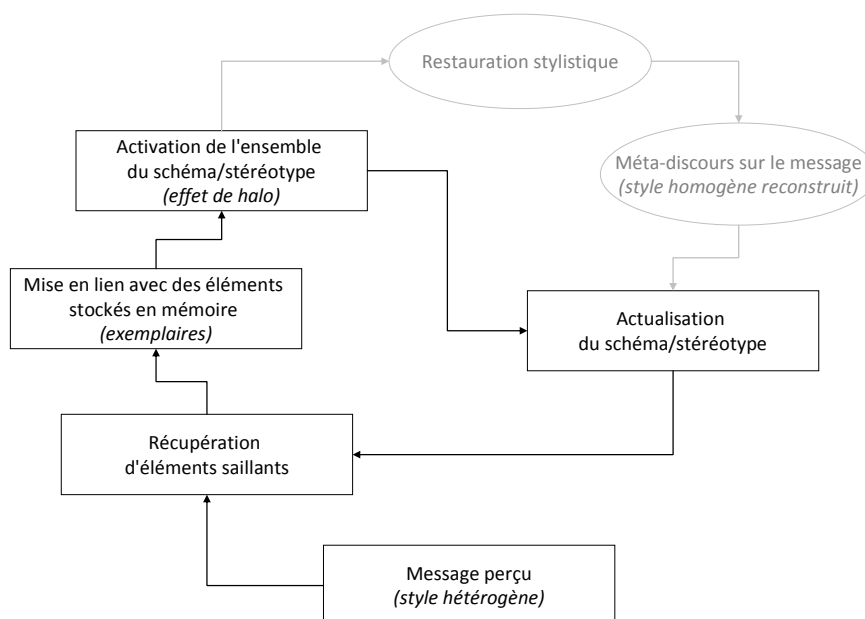 Restauration stylistique
Activation de l'ensemble
du schéma/stéréotype
(effet de halo)
Méta-discours sur le message
(style homogène reconstruit)
Mise en lien avec des éléments
stockés en mémoire
(exemplaires)
Actualisation
du schéma/stéréotype
Récupération
d'éléments saillants
Message perçu
(style hétérogène)